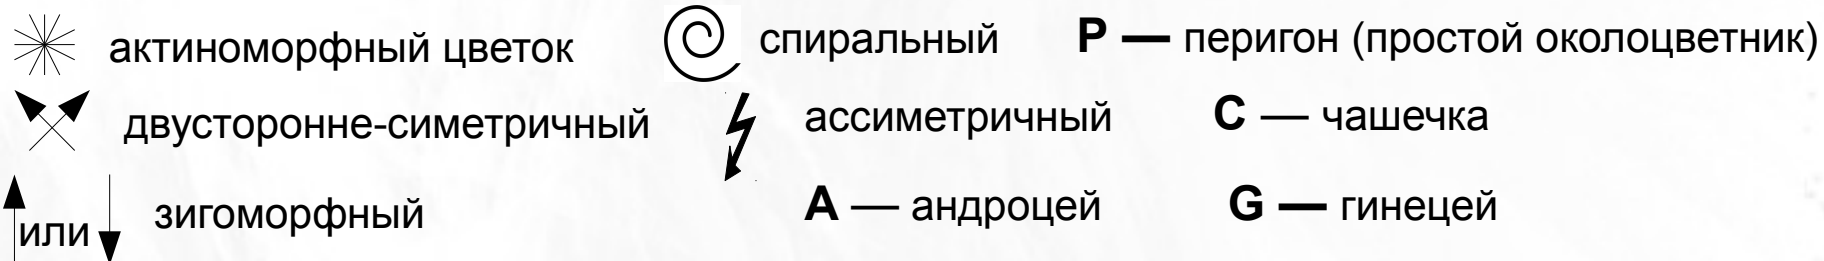 актиноморфный цветок спиральный P — перигон (простой околоцветник)
двусторонне-симетричный ассиметричный C — чашечка
или зигоморфный A — андроцей G — гинецей